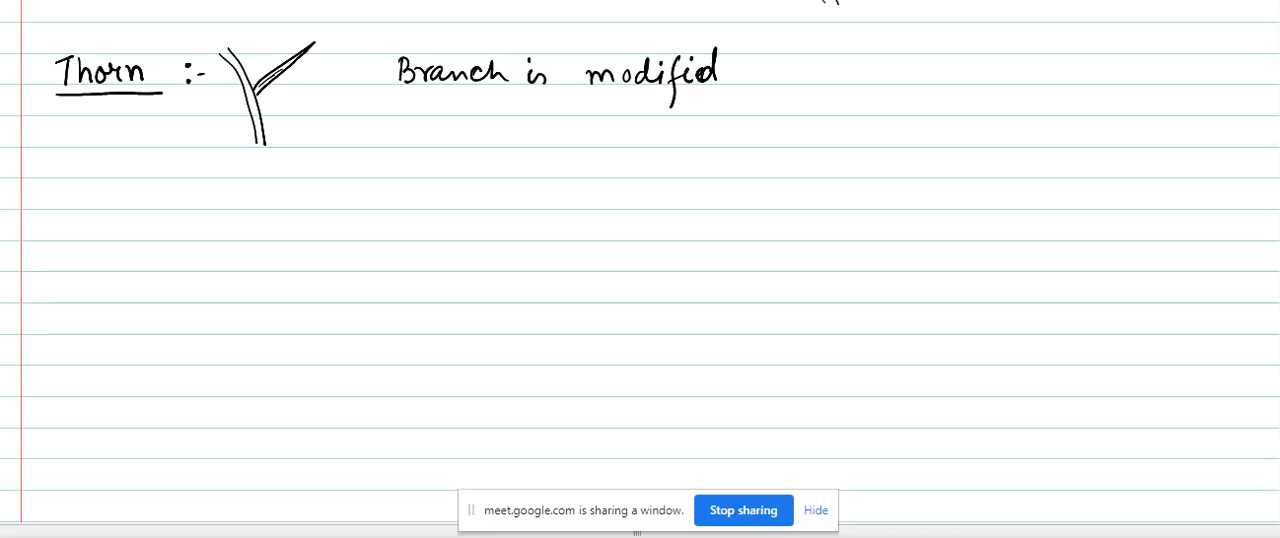 Thorn :- Branch is modified
meet.google.com is sharing a window. Stop sharing Hide